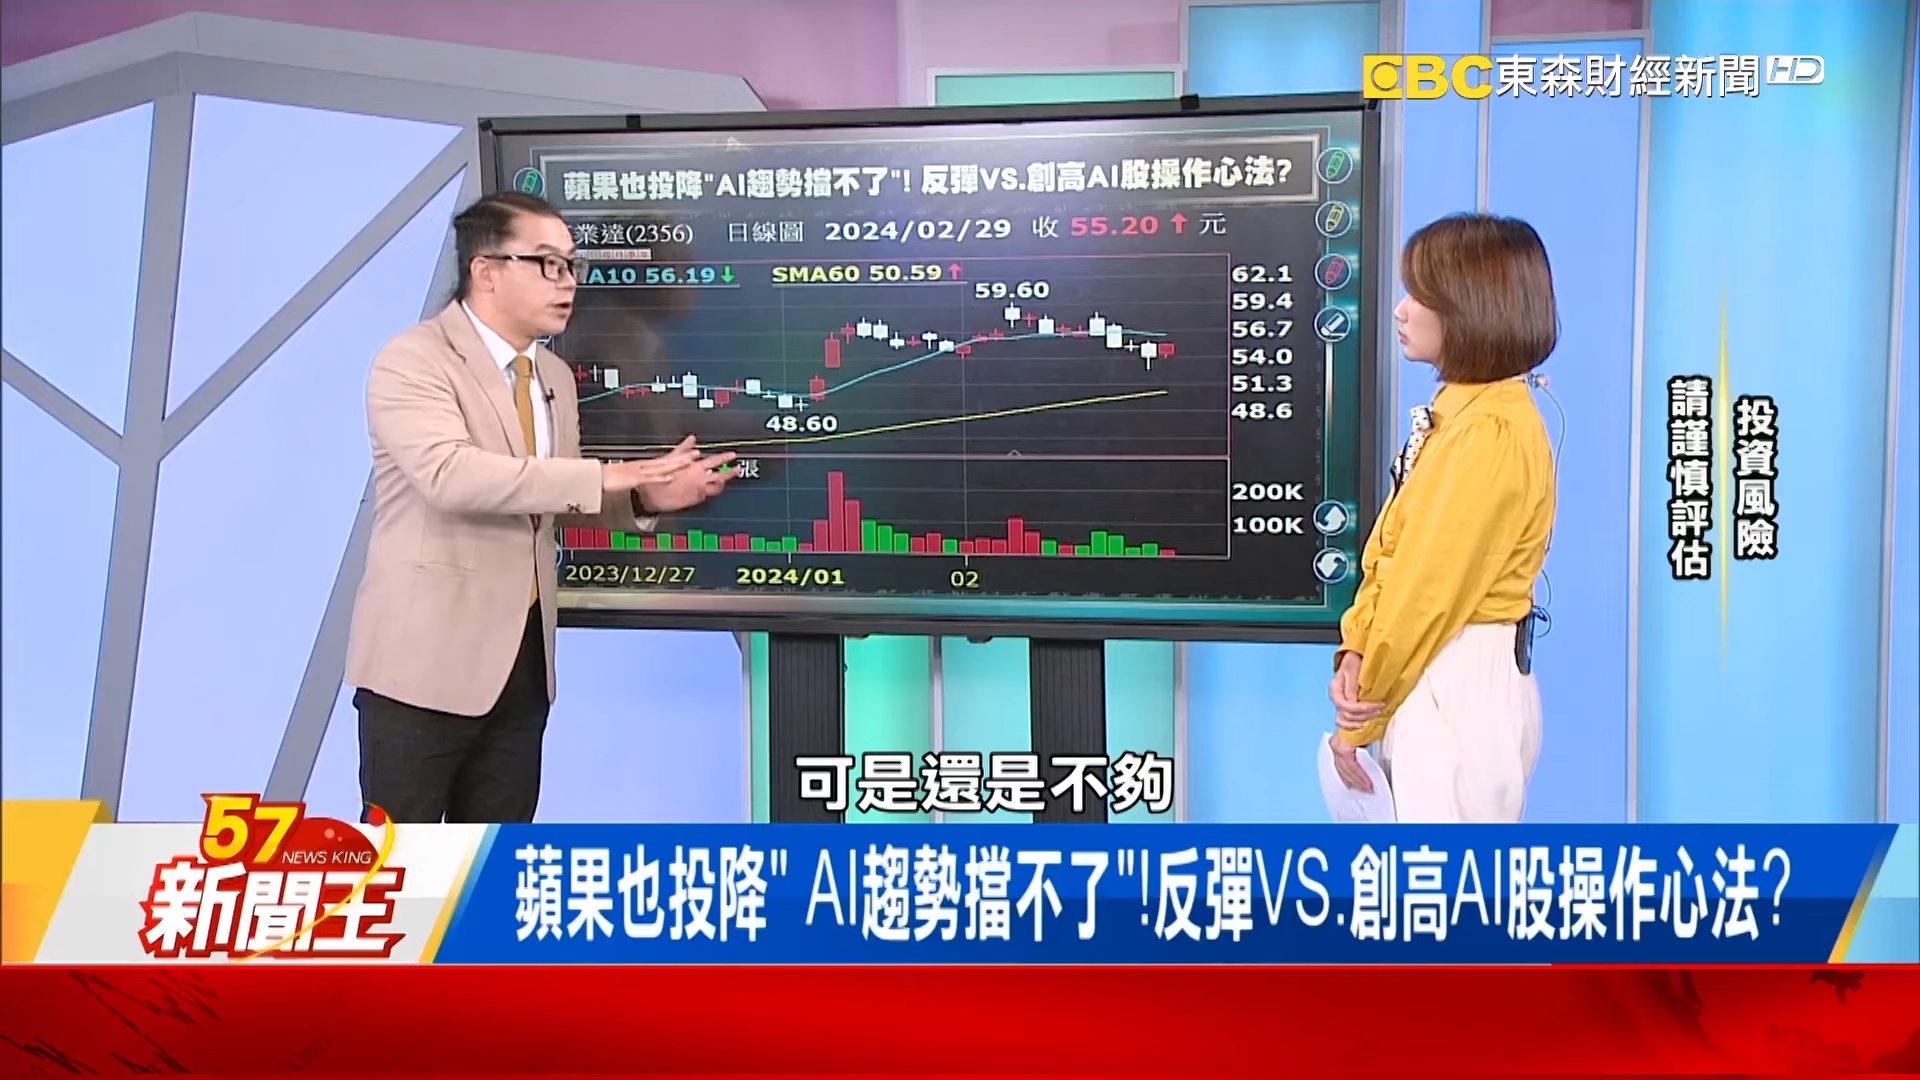 EBC 東森財經新聞 HD
蘋果也投降"AI趨勢擋不了"! 反彈VS.創高AI股操作心法?
業達(2356) 日線圖 2024/02/29 收 55.20↑ 元
A10 56.19↓ SMA60 50.59↑
59.60
48.60
62.1
59.4
56.7
54.0
51.3
48.6
張
200K
100K
2023/12/27 2024/01 02
投資風險
請謹慎評估
可是還是不夠
57
NEWS KING
新聞王
蘋果也投降" AI趨勢擋不了"!反彈VS.創高AI股操作心法?